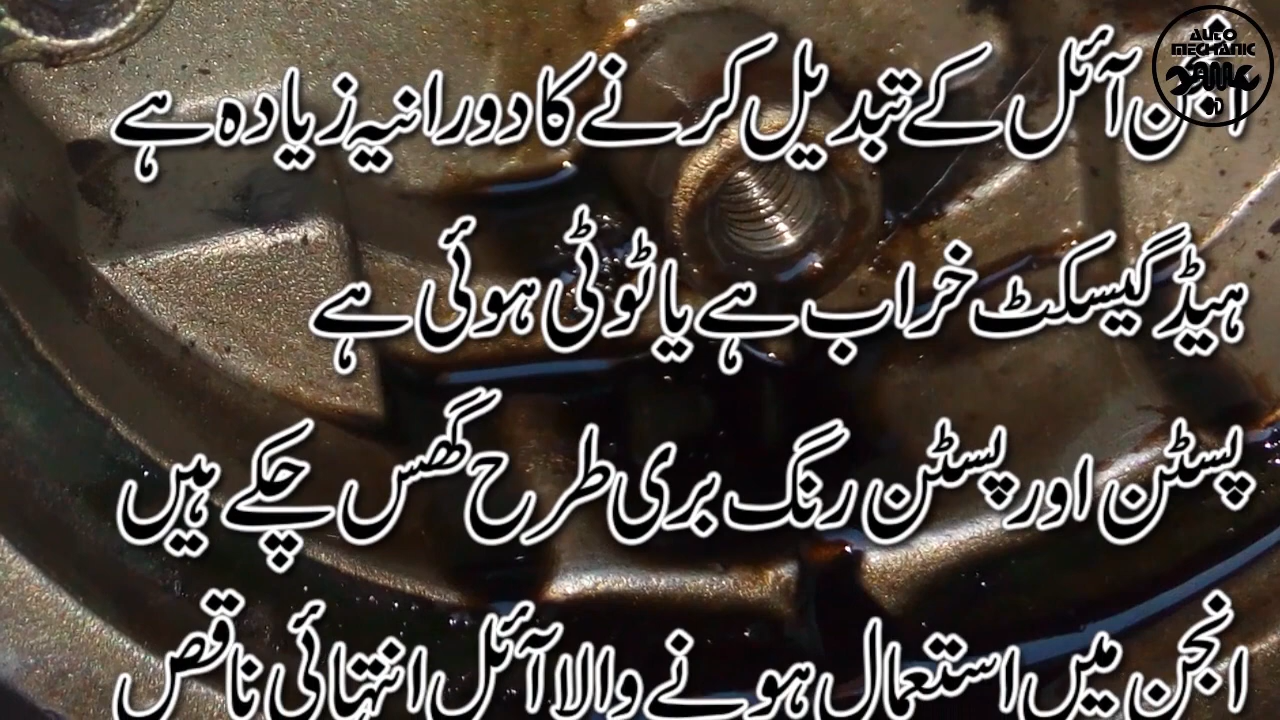 AUTO
MECHANIC
انجن آئل کے تبدیل کرنے کا دورانیہ زیادہ ہے
ہیڈ گیسکٹ خراب ہے یا ٹوٹی ہوئی ہے
پسٹن اور پسٹن رنگ بری طرح گھس چکے ہیں
انجن میں استعمال ہونے والا آئل انتہائی ناقص